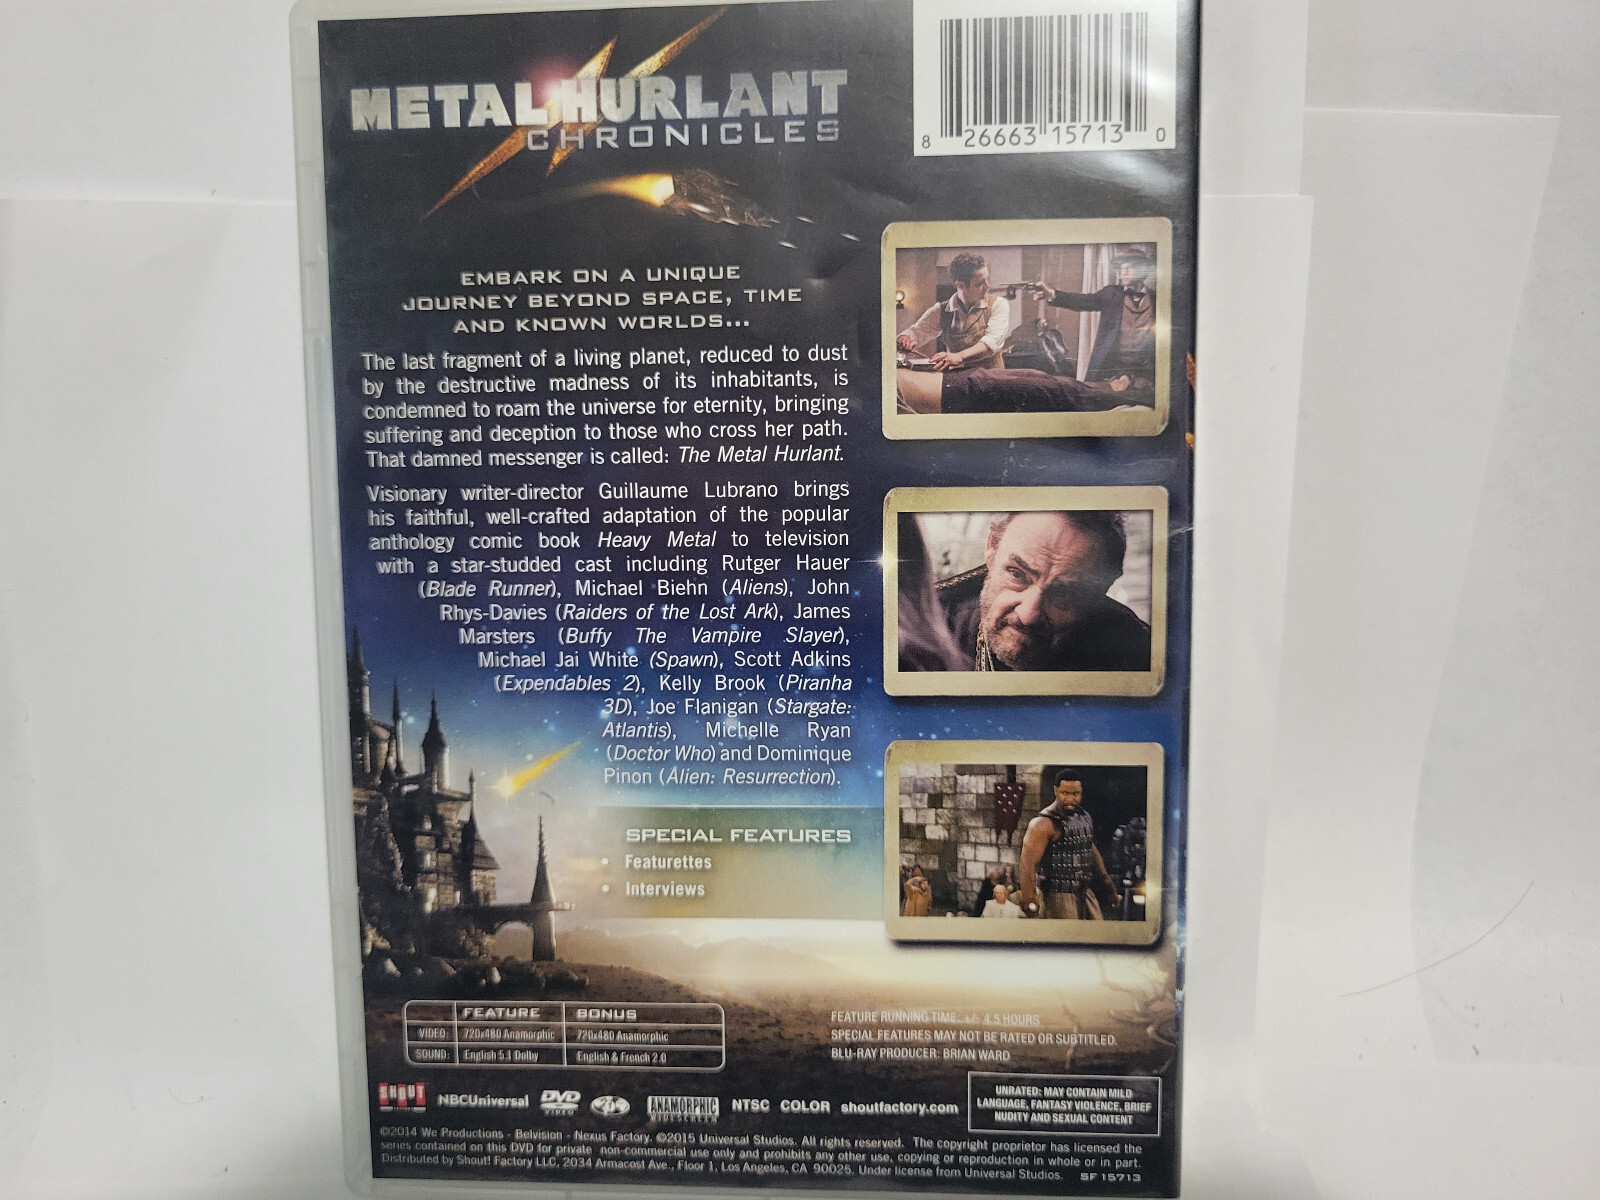 METAL HURLANT
CHRONICLES
8 26663 15713 0
EMBARK ON A UNIQUE
JOURNEY BEYOND SPACE, TIME
AND KNOWN WORLDS...
The last fragment of a living planet, reduced to dust
by the destructive madness of its inhabitants, is
condemned to roam the universe for eternity, bringing
suffering and deception to those who cross her path.
That damned messenger is called: The Metal Hurlant.
Visionary writer-director Guillaume Lubrano brings
his faithful, well-crafted adaptation of the popular
anthology comic book Heavy Metal to television
with a star-studded cast including Rutger Hauer
(Blade Runner), Michael Biehn (Aliens), John
Rhys-Davies (Raiders of the Lost Ark), James
Marsters (Buffy The Vampire Slayer),
Michael Jai White (Spawn), Scott Adkins
(Expendables 2), Kelly Brook (Piranha
3D), Joe Flanigan (Stargate:
Atlantis), Michelle Ryan
(Doctor Who) and Dominique
Pinon (Alien: Resurrection).
SPECIAL FEATURES
• Featurettes
• Interviews
FEATURE BONUS
VIDEO: 720x480 Anamorphic 720x480 Anamorphic
SOUND: English 5.1 Dolby English & French 2.0
FEATURE RUNNING TIME: +/- 4.5 HOURS
SPECIAL FEATURES MAY NOT BE RATED OR SUBTITLED.
BLU-RAY PRODUCER: BRIAN WARD
SHOUT! NBCUniversal DVD VIDEO ANAMORPHIC WIDESCREEN NTSC COLOR shoutfactory.com
UNRATED: MAY CONTAIN MILD
LANGUAGE, FANTASY VIOLENCE, BRIEF
NUDITY AND SEXUAL CONTENT
©2014 We Productions - Belvision - Nexus Factory. ©2015 Universal Studios. All rights reserved. The copyright proprietor has licensed the
series contained on this DVD for private non-commercial use only and prohibits any other use, copying or reproduction in whole or in part.
Distributed by Shout! Factory LLC, 2034 Armacost Ave., Floor 1, Los Angeles, CA 90025. Under license from Universal Studios. SF 15713